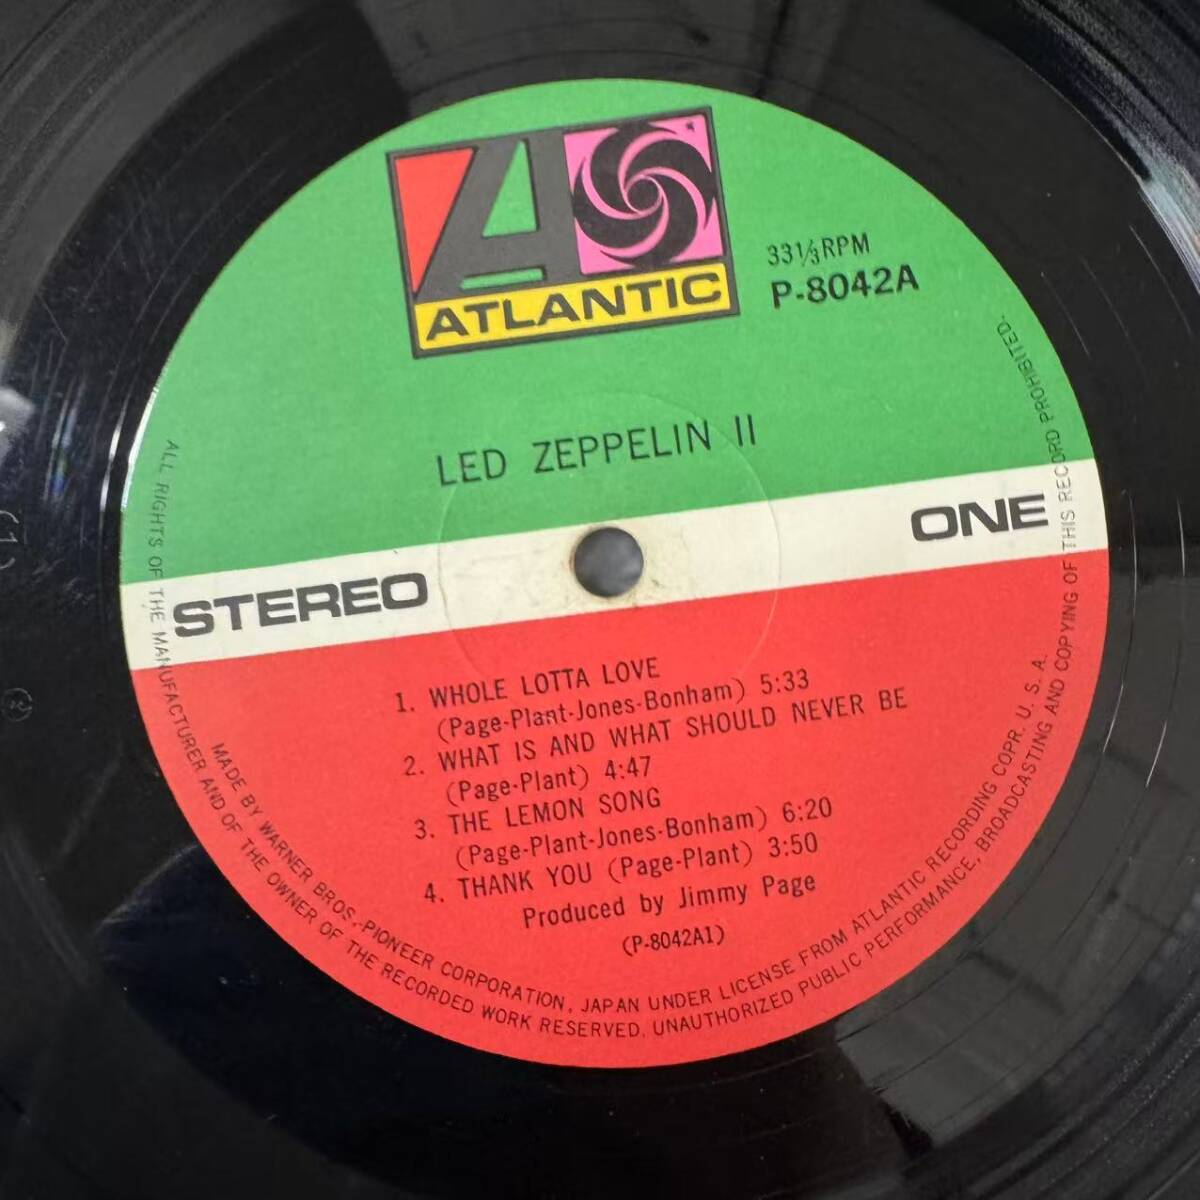 ATLANTIC
33⅓RPM
P-8042A
LED ZEPPELIN II
STEREO
ONE
1. WHOLE LOTTA LOVE
(Page-Plant-Jones-Bonham) 5:33
2. WHAT IS AND WHAT SHOULD NEVER BE
(Page-Plant) 4:47
3. THE LEMON SONG
(Page-Plant-Jones-Bonham) 6:20
4. THANK YOU (Page-Plant) 3:50
Produced by Jimmy Page
(P-8042A1)
MADE BY WARNER BROS.-PIONEER CORPORATION, JAPAN UNDER LICENSE FROM ATLANTIC RECORDING COPR. U. S. A.
ALL RIGHTS OF THE MANUFACTURER AND OF THE OWNER OF THE RECORDED WORK RESERVED. UNAUTHORIZED PUBLIC PERFORMANCE, BROADCASTING AND COPYING OF THIS RECORD PROHIBITED.